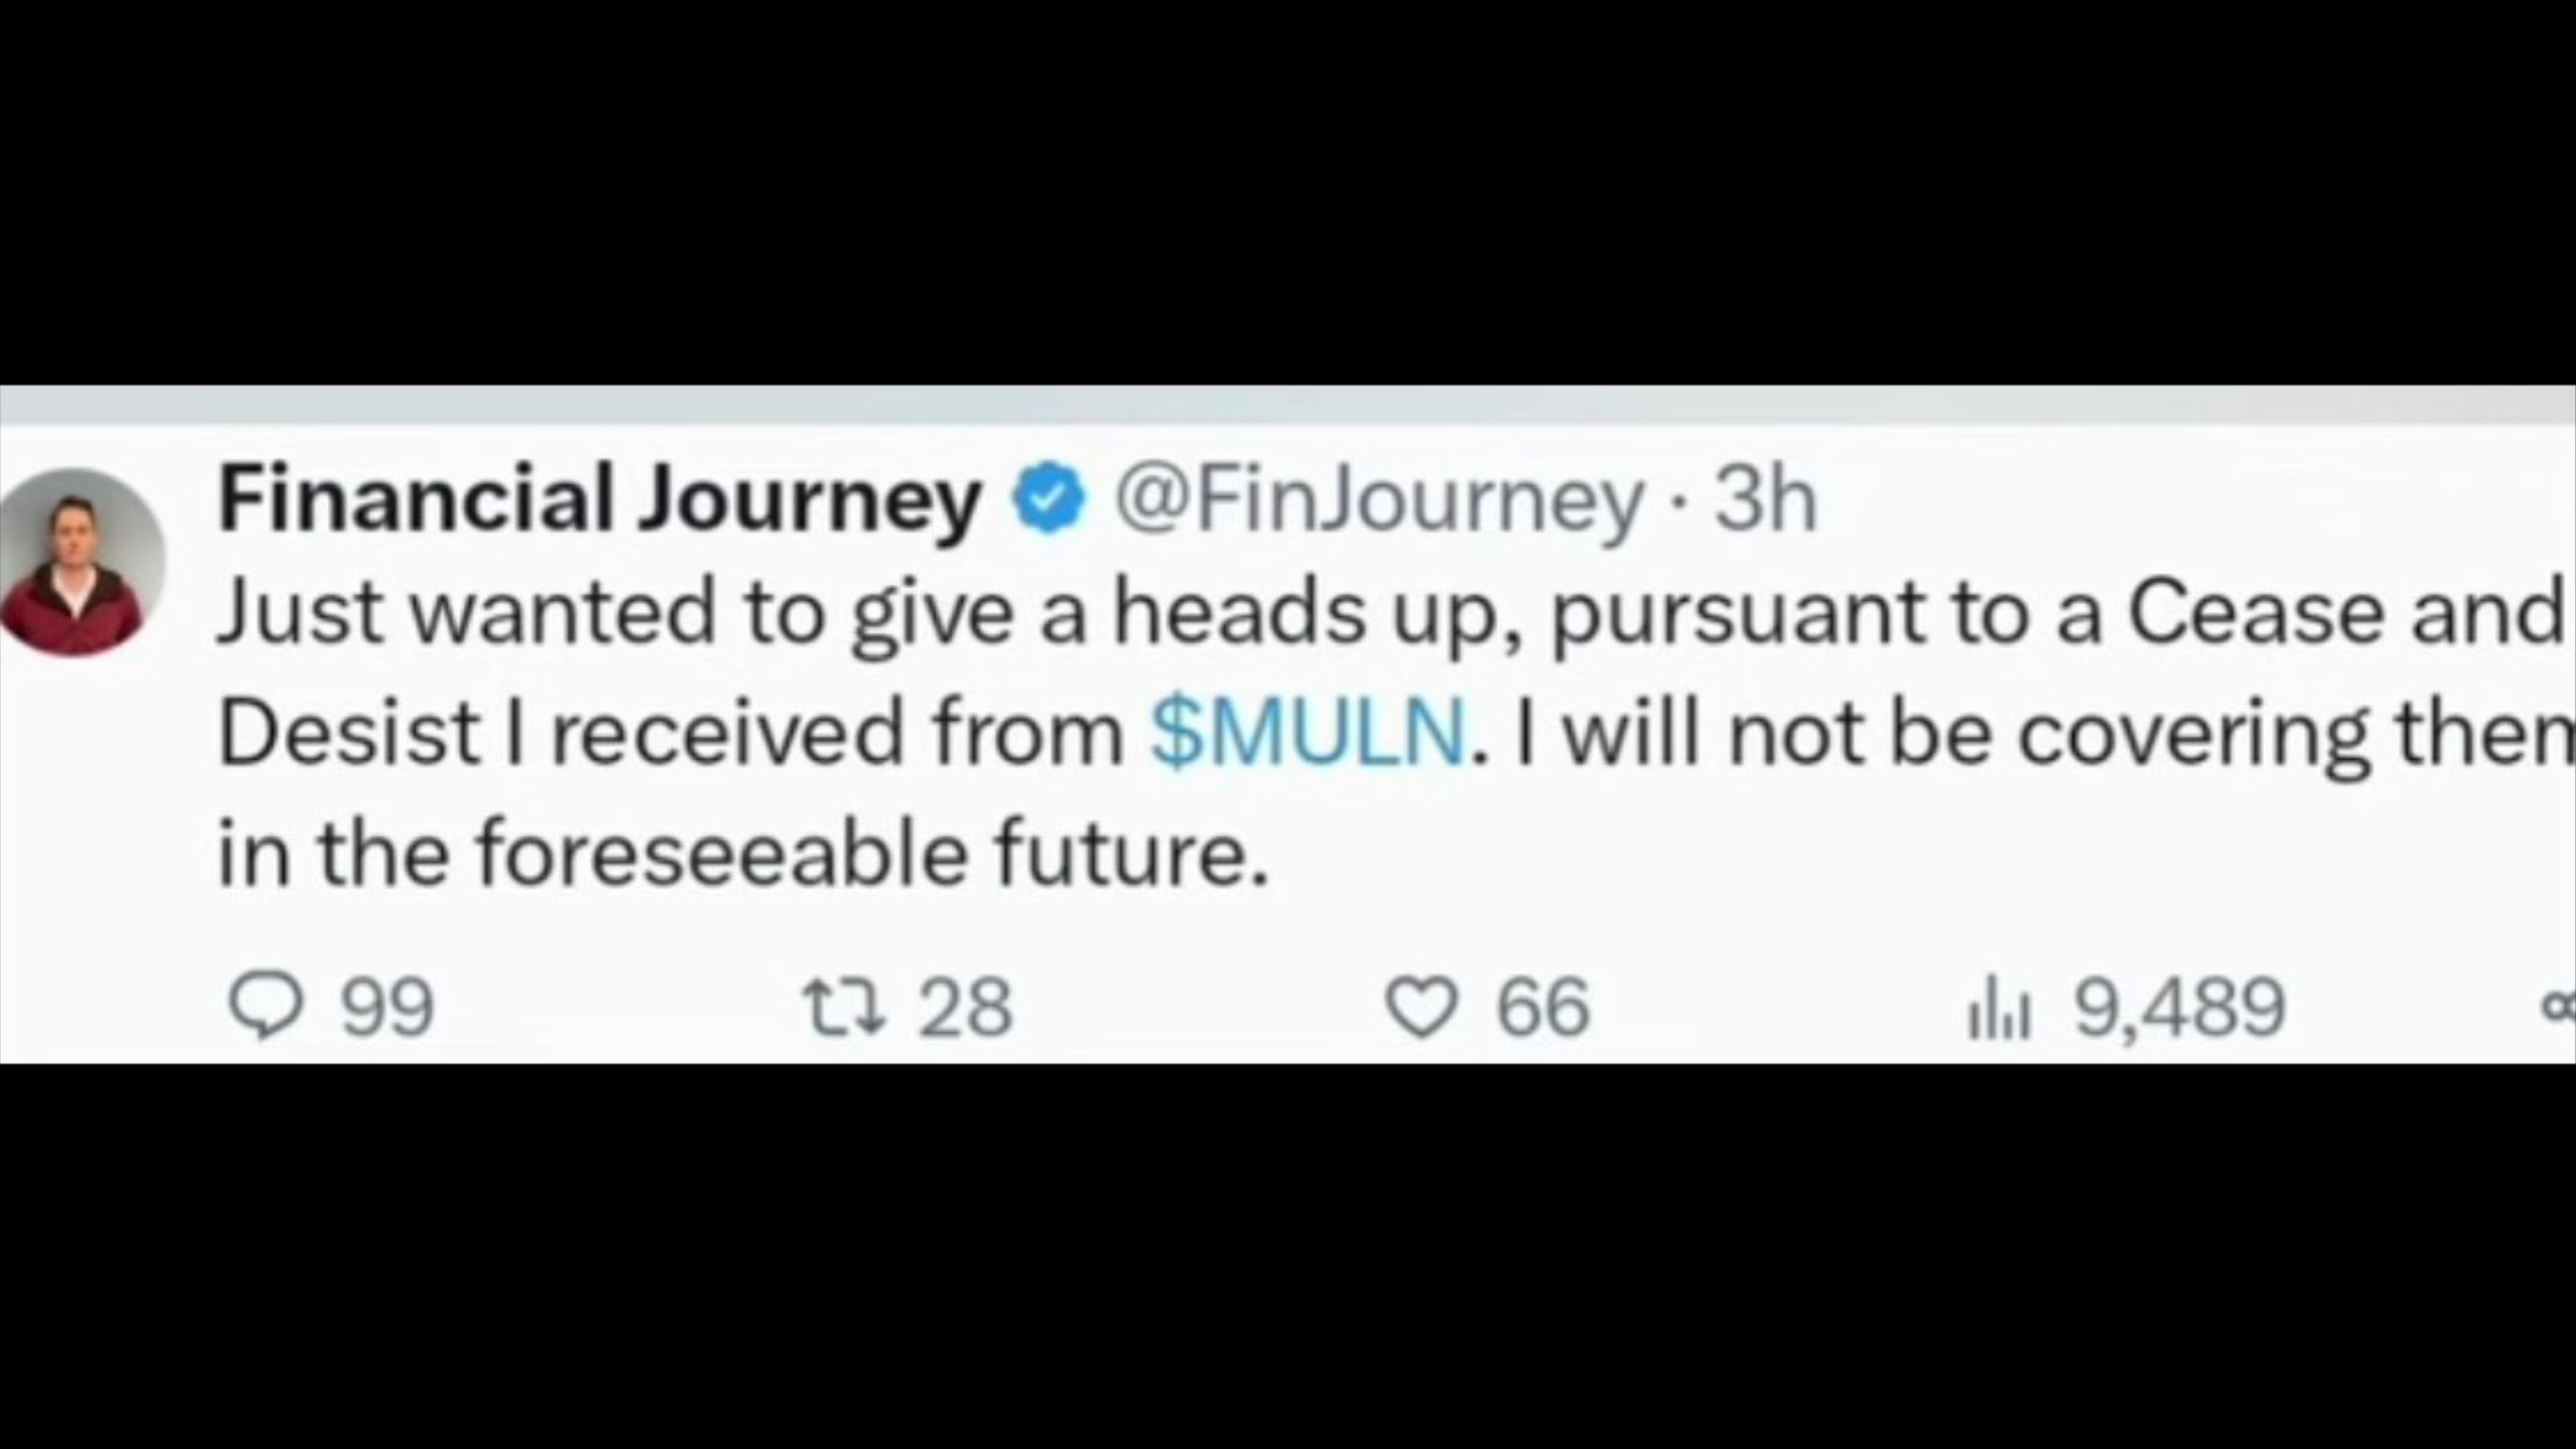 Financial Journey @FinJourney · 3h
Just wanted to give a heads up, pursuant to a Cease and
Desist I received from $MULN. I will not be covering
in the foreseeable future.
99 28 66 9,489